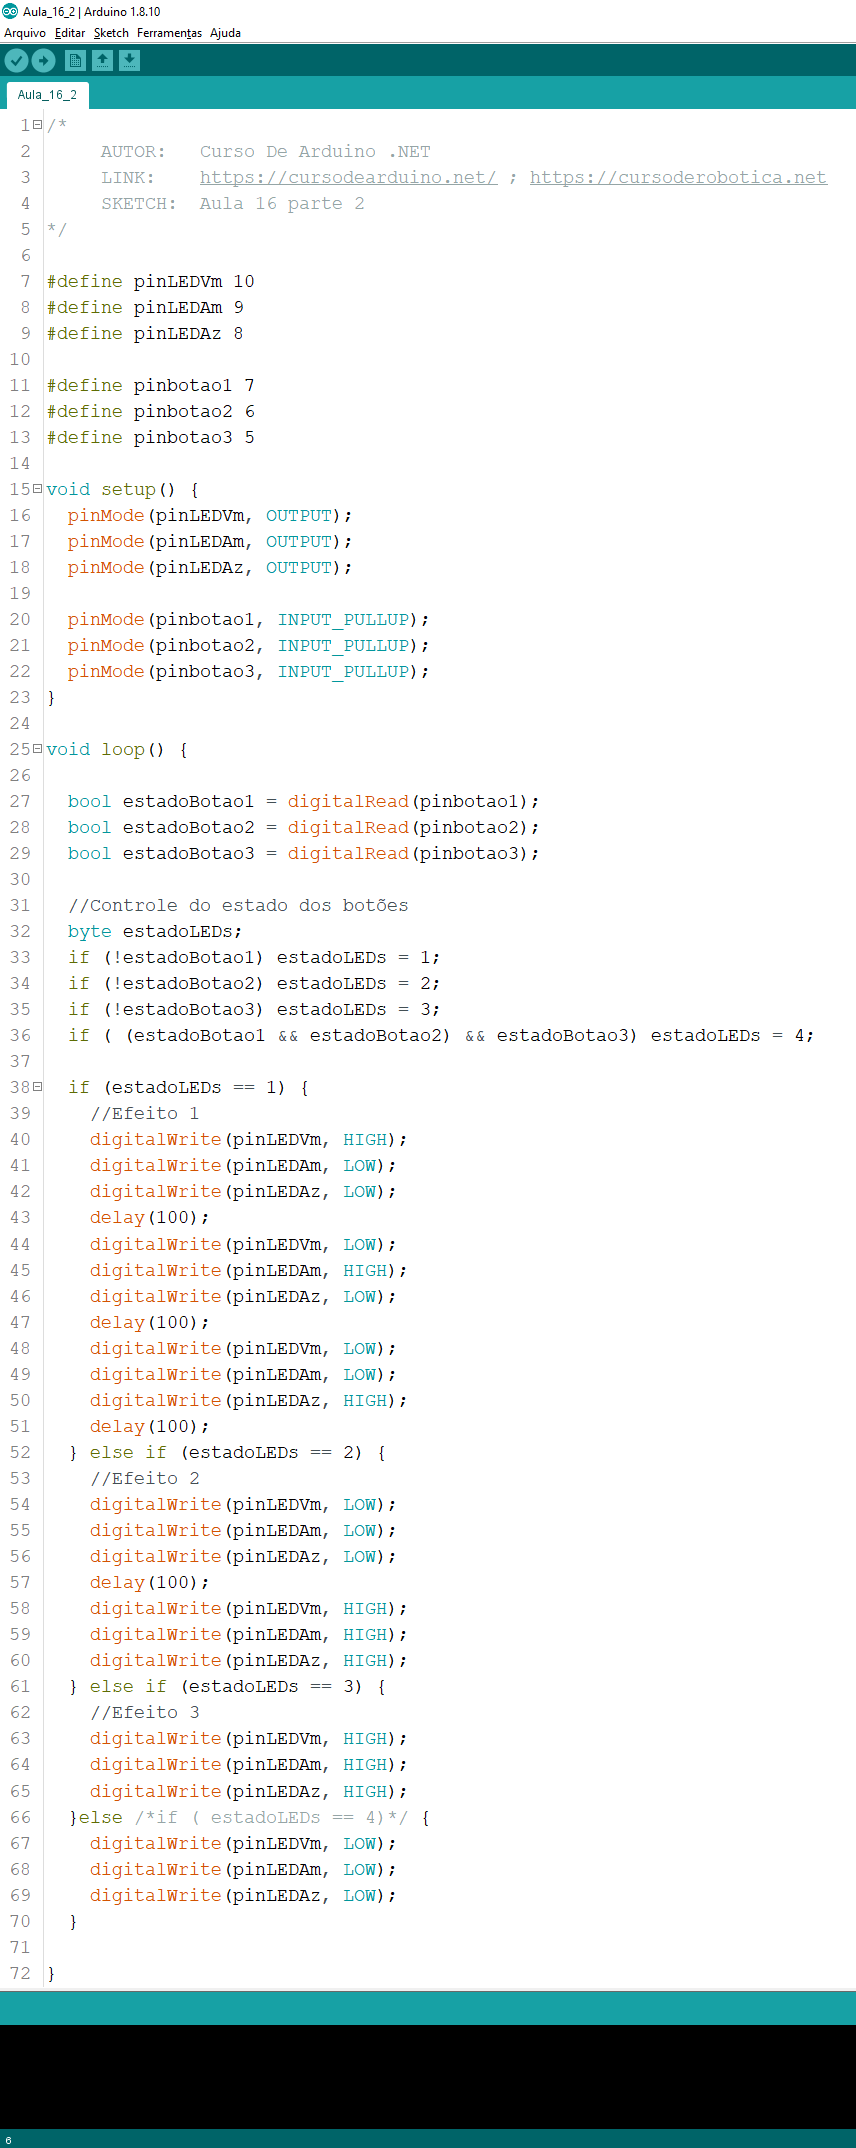 Aula_16_2 | Arduino 1.8.10
Arquivo Editar Sketch Ferramentas Ajuda
Aula_16_2
1 /*
2      AUTOR:   Curso De Arduino .NET
3      LINK:    https://cursodearduino.net/ ; https://cursoderobotica.net
4      SKETCH:  Aula 16 parte 2
5 */
6
7 #define pinLEDVm 10
8 #define pinLEDAm 9
9 #define pinLEDAz 8
10
11 #define pinbotao1 7
12 #define pinbotao2 6
13 #define pinbotao3 5
14
15 void setup() {
16   pinMode(pinLEDVm, OUTPUT);
17   pinMode(pinLEDAm, OUTPUT);
18   pinMode(pinLEDAz, OUTPUT);
19
20   pinMode(pinbotao1, INPUT_PULLUP);
21   pinMode(pinbotao2, INPUT_PULLUP);
22   pinMode(pinbotao3, INPUT_PULLUP);
23 }
24
25 void loop() {
26
27   bool estadoBotao1 = digitalRead(pinbotao1);
28   bool estadoBotao2 = digitalRead(pinbotao2);
29   bool estadoBotao3 = digitalRead(pinbotao3);
30
31   //Controle do estado dos botões
32   byte estadoLEDs;
33   if (!estadoBotao1) estadoLEDs = 1;
34   if (!estadoBotao2) estadoLEDs = 2;
35   if (!estadoBotao3) estadoLEDs = 3;
36   if ( (estadoBotao1 && estadoBotao2) && estadoBotao3) estadoLEDs = 4;
37
38   if (estadoLEDs == 1) {
39     //Efeito 1
40     digitalWrite(pinLEDVm, HIGH);
41     digitalWrite(pinLEDAm, LOW);
42     digitalWrite(pinLEDAz, LOW);
43     delay(100);
44     digitalWrite(pinLEDVm, LOW);
45     digitalWrite(pinLEDAm, HIGH);
46     digitalWrite(pinLEDAz, LOW);
47     delay(100);
48     digitalWrite(pinLEDVm, LOW);
49     digitalWrite(pinLEDAm, LOW);
50     digitalWrite(pinLEDAz, HIGH);
51     delay(100);
52   } else if (estadoLEDs == 2) {
53     //Efeito 2
54     digitalWrite(pinLEDVm, LOW);
55     digitalWrite(pinLEDAm, LOW);
56     digitalWrite(pinLEDAz, LOW);
57     delay(100);
58     digitalWrite(pinLEDVm, HIGH);
59     digitalWrite(pinLEDAm, HIGH);
60     digitalWrite(pinLEDAz, HIGH);
61   } else if (estadoLEDs == 3) {
62     //Efeito 3
63     digitalWrite(pinLEDVm, HIGH);
64     digitalWrite(pinLEDAm, HIGH);
65     digitalWrite(pinLEDAz, HIGH);
66   }else /*if ( estadoLEDs == 4)*/ {
67     digitalWrite(pinLEDVm, LOW);
68     digitalWrite(pinLEDAm, LOW);
69     digitalWrite(pinLEDAz, LOW);
70   }
71
72 }
6